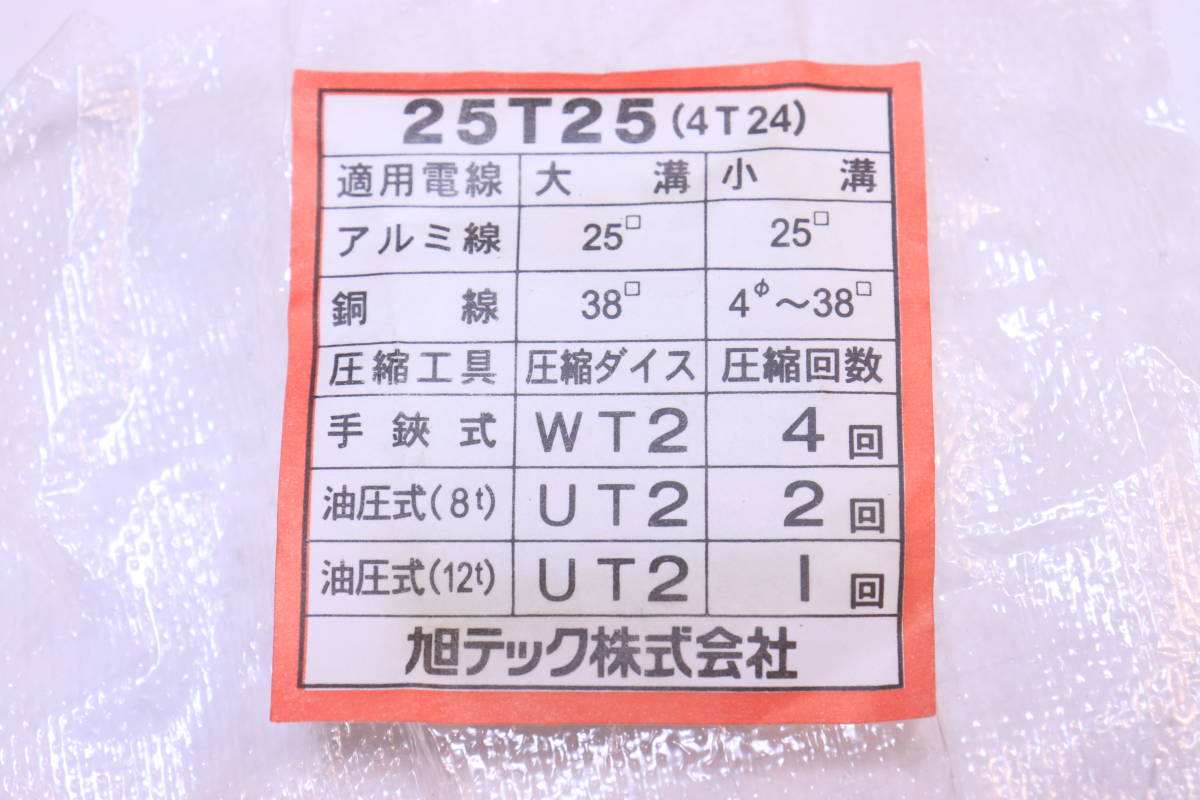 25T25 (4T24)
適用電線 大溝 小溝
アルミ線 25□ 25□
銅線 38□ 4φ～38□
圧縮工具 圧縮ダイス 圧縮回数
手鋏式 WT2 4回
油圧式(8t) UT2 2回
油圧式(12t) UT2 1回
旭テック株式会社